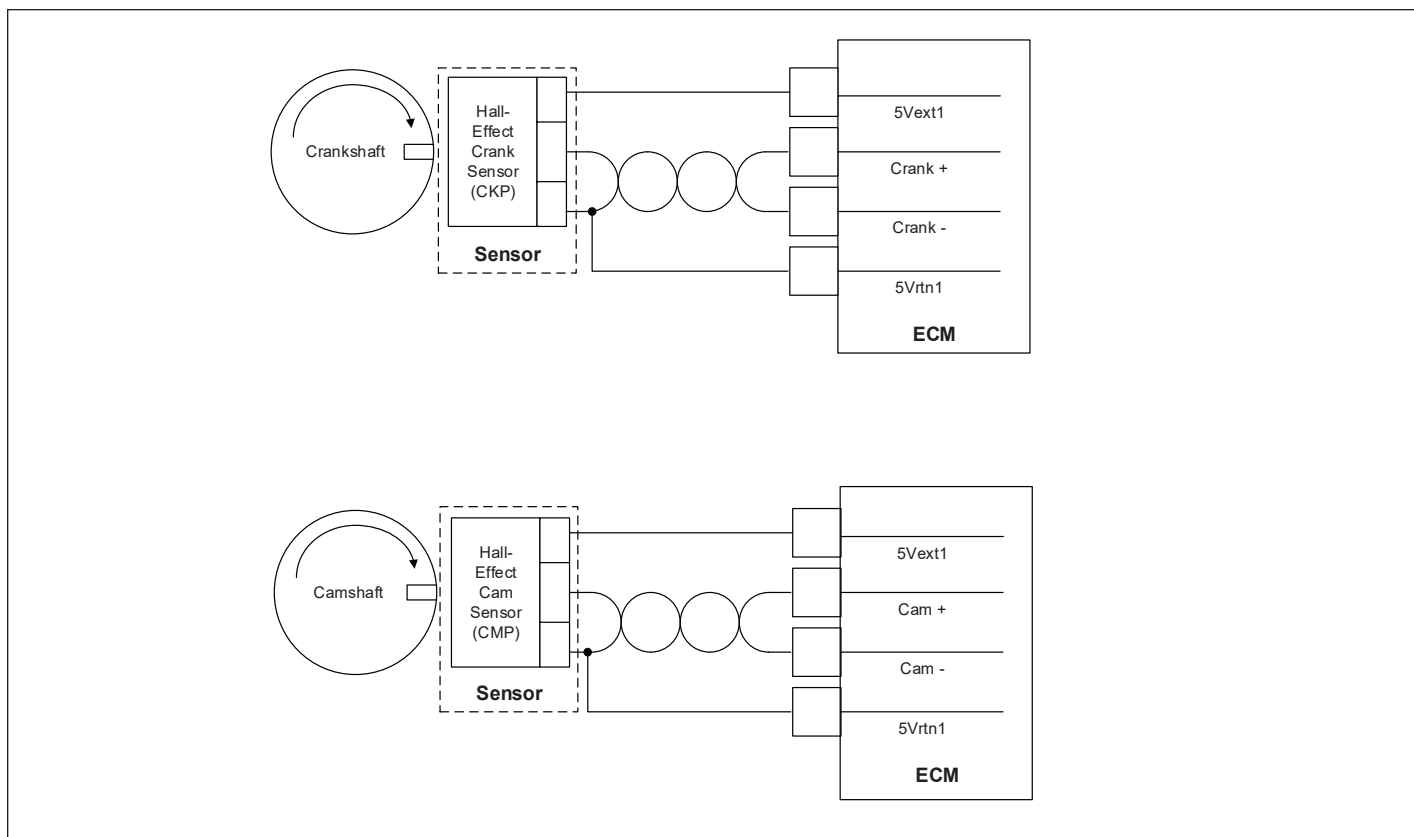 Crankshaft
Hall-
Effect
Crank
Sensor
(CKP)
Sensor
5Vext1
Crank +
Crank -
5Vrtn1
ECM
Camshaft
Hall-
Effect
Cam
Sensor
(CMP)
Sensor
5Vext1
Cam +
Cam -
5Vrtn1
ECM